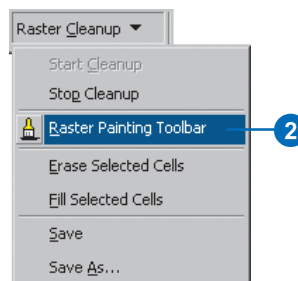 Raster Cleanup
Start Cleanup
Stop Cleanup
Raster Painting Toolbar
2
Erase Selected Cells
Fill Selected Cells
Save
Save As...